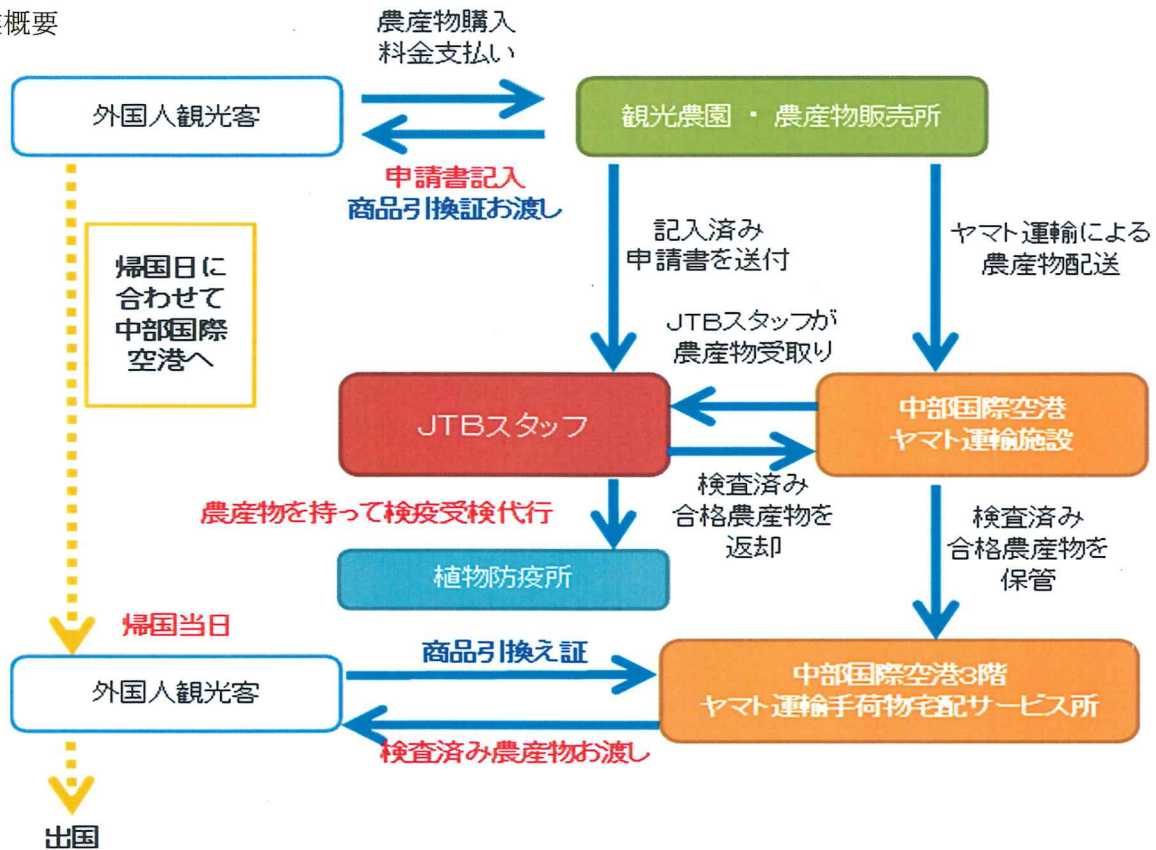 概要
農産物購入
料金支払い
外国人観光客
観光農園 ・ 農産物販売所
申請書記入
商品引換証お渡し
記入済み
申請書を送付
ヤマト運輸による
農産物配送
帰国日に
合わせて
中部国際
空港へ
JTBスタッフが
農産物受取り
JTBスタッフ
中部国際空港
ヤマト運輸施設
農産物を持って検疫受検代行
検査済み
合格農産物を
返却
検査済み
合格農産物を
保管
植物防疫所
帰国当日
商品引換え証
外国人観光客
中部国際空港3階
ヤマト運輸手荷物宅配サービス所
検査済み農産物お渡し
出国